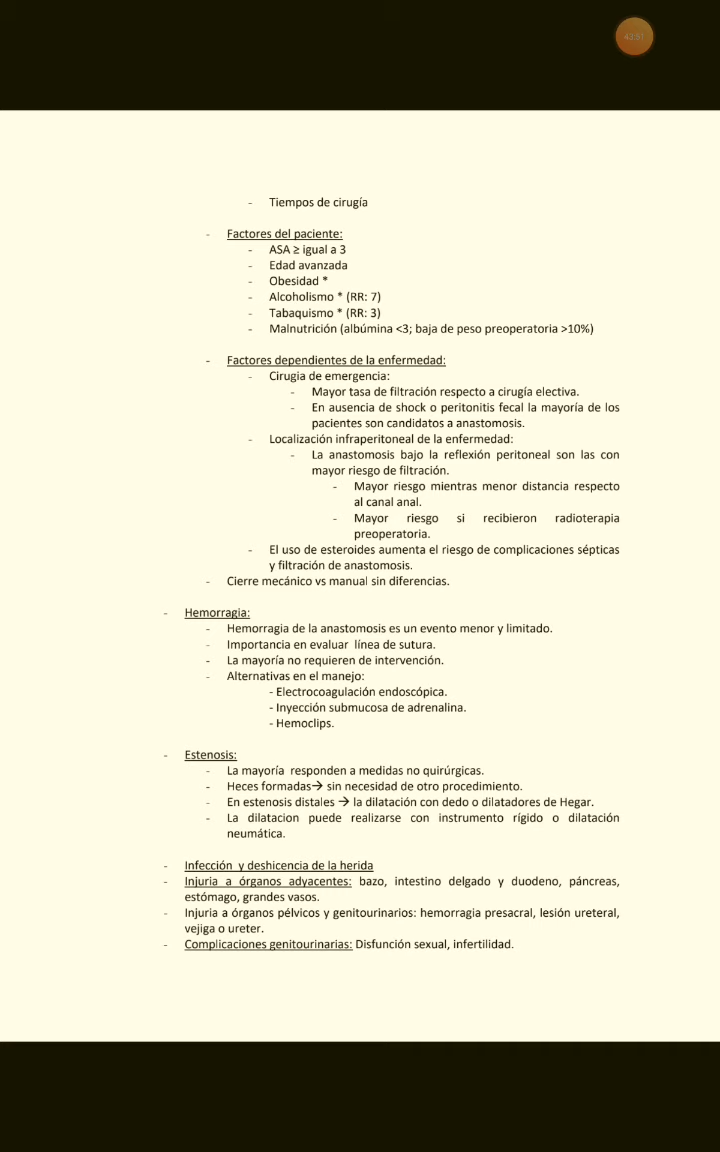 43:51
- Tiempos de cirugía
- Factores del paciente:
- ASA ≥ igual a 3
- Edad avanzada
- Obesidad *
- Alcoholismo * (RR: 7)
- Tabaquismo * (RR: 3)
- Malnutrición (albúmina <3; baja de peso preoperatoria >10%)
- Factores dependientes de la enfermedad:
- Cirugia de emergencia:
- Mayor tasa de filtración respecto a cirugía electiva.
- En ausencia de shock o peritonitis fecal la mayoría de los
pacientes son candidatos a anastomosis.
- Localización infraperitoneal de la enfermedad:
- La anastomosis bajo la reflexión peritoneal son las con
mayor riesgo de filtración.
- Mayor riesgo mientras menor distancia respecto
al canal anal.
- Mayor riesgo si recibieron radioterapia
preoperatoria.
- El uso de esteroides aumenta el riesgo de complicaciones sépticas
y filtración de anastomosis.
- Cierre mecánico vs manual sin diferencias.
- Hemorragia:
- Hemorragia de la anastomosis es un evento menor y limitado.
- Importancia en evaluar línea de sutura.
- La mayoría no requieren de intervención.
- Alternativas en el manejo:
- Electrocoagulación endoscópica.
- Inyección submucosa de adrenalina.
- Hemoclips.
- Estenosis:
- La mayoría responden a medidas no quirúrgicas.
- Heces formadas→ sin necesidad de otro procedimiento.
- En estenosis distales → la dilatación con dedo o dilatadores de Hegar.
- La dilatacion puede realizarse con instrumento rígido o dilatación
neumática.
- Infección y deshicencia de la herida
- Injuria a órganos adyacentes: bazo, intestino delgado y duodeno, páncreas,
estómago, grandes vasos.
- Injuria a órganos pélvicos y genitourinarios: hemorragia presacral, lesión ureteral,
vejiga o ureter.
- Complicaciones genitourinarias: Disfunción sexual, infertilidad.